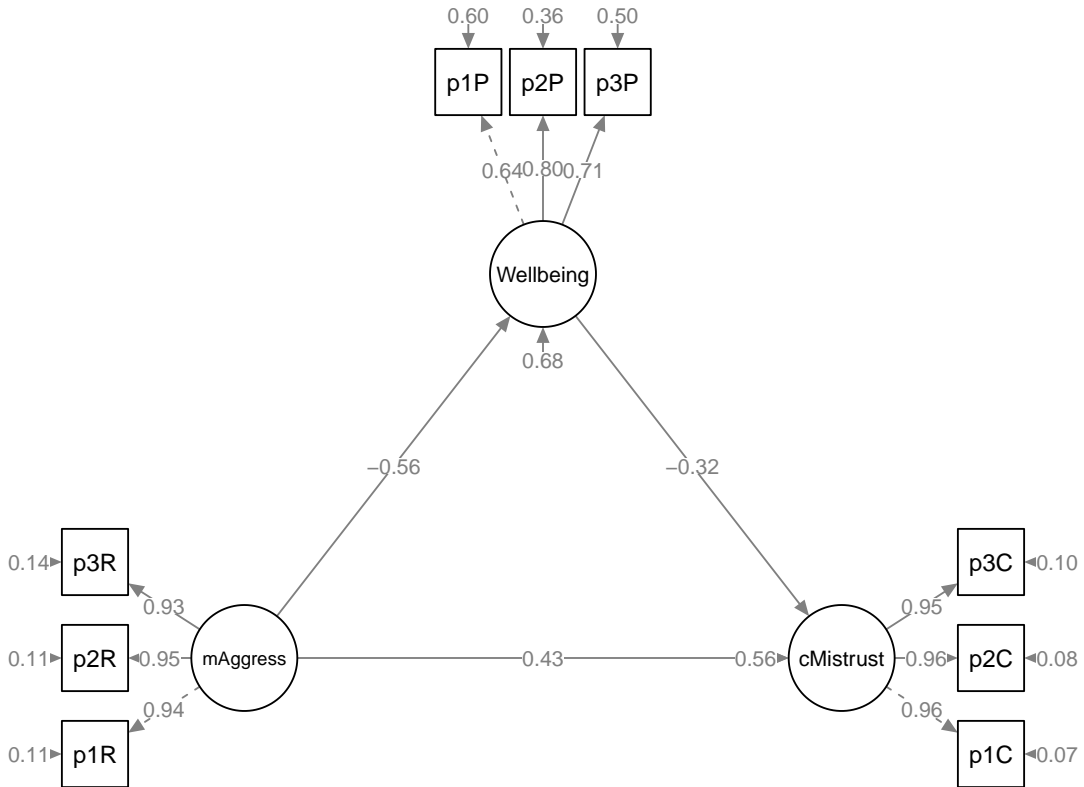 0.60 0.36 0.50
p1P p2P p3P
0.64 0.80 0.71
Wellbeing
0.68
−0.56 −0.32
0.14 p3R p3C 0.10
0.93 0.95
0.11 p2R 0.95 mAggress 0.43 0.56 cMistrust 0.96 p2C 0.08
0.94 0.96
0.11 p1R p1C 0.07